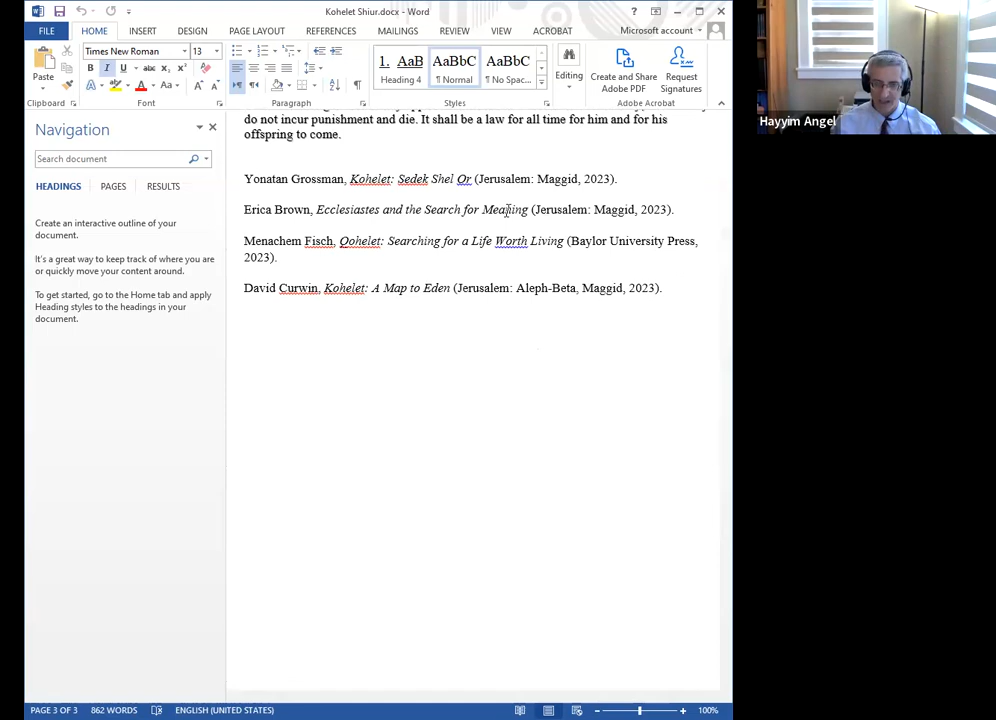 Kohelet Shiur.docx - Word
FILE HOME INSERT DESIGN PAGE LAYOUT REFERENCES MAILINGS REVIEW VIEW ACROBAT Microsoft account
Times New Roman 13
Paste
B I U abc x₂ x²
A Aa A A
1. AaB AaBbC AaBbC
Heading 4 ¶ Normal ¶ No Spac...
Editing
Create and Share Adobe PDF
Request Signatures
Clipboard Font Paragraph Styles Adobe Acrobat
Hayyim Angel
Navigation
Search document
HEADINGS PAGES RESULTS
Create an interactive outline of your
document.
It's a great way to keep track of where you are
or quickly move your content around.
To get started, go to the Home tab and apply
Heading styles to the headings in your
document.
do not incur punishment and die. It shall be a law for all time for him and for his
offspring to come.
Yonatan Grossman, Kohelet: Sedek Shel Or (Jerusalem: Maggid, 2023).
Erica Brown, Ecclesiastes and the Search for Meaning (Jerusalem: Maggid, 2023).
Menachem Fisch, Qohelet: Searching for a Life Worth Living (Baylor University Press,
2023).
David Curwin, Kohelet: A Map to Eden (Jerusalem: Aleph-Beta, Maggid, 2023).
PAGE 3 OF 3 862 WORDS ENGLISH (UNITED STATES) 100%